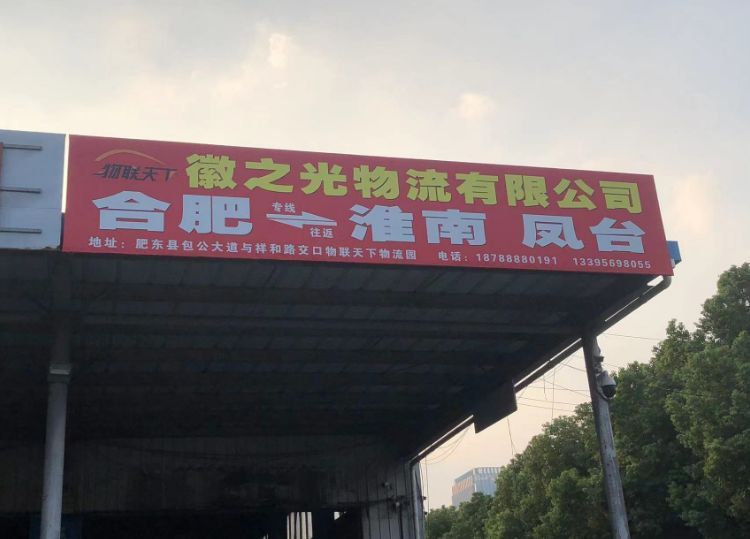 物联天下
徽之光物流有限公司
合肥 专线 往返 淮南 凤台
地址：肥东县包公大道与祥和路交口物联天下物流园 电话：18788880191 13395698055